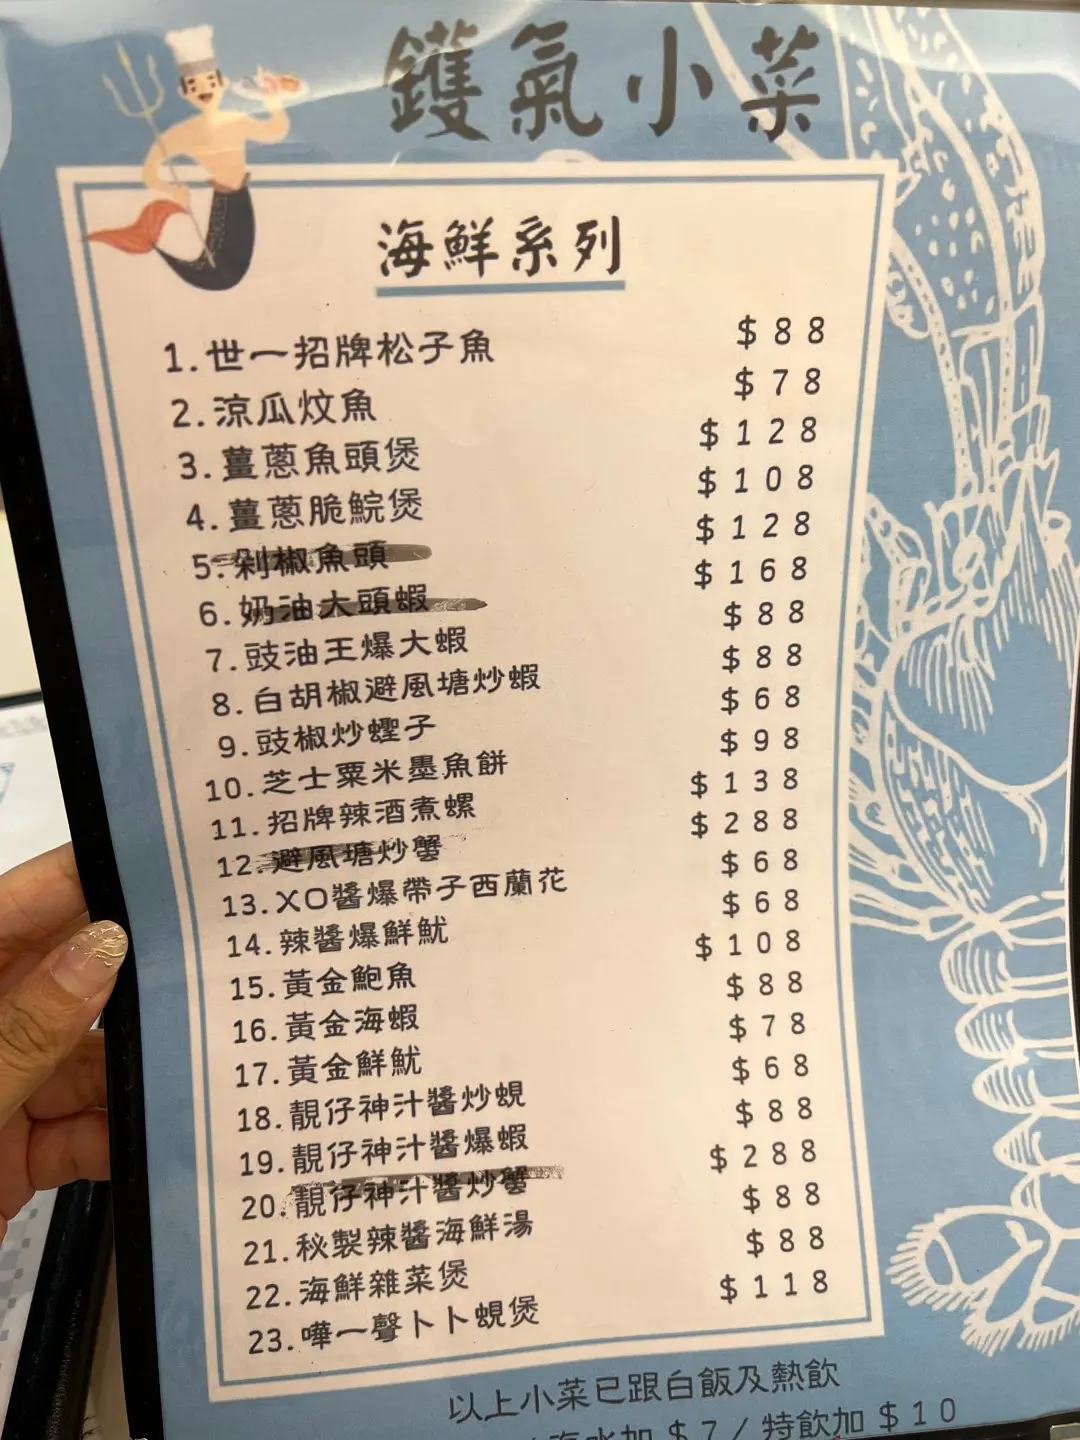 鑊氣小菜
海鮮系列
1.世一招牌松子魚 $88
2.涼瓜炆魚 $78
3.薑蔥魚頭煲 $128
4.薑蔥脆鯇煲 $108
5.剁椒魚頭 $128
6.奶油大頭蝦 $168
7.豉油王爆大蝦 $88
8.白胡椒避風塘炒蝦 $88
9.豉椒炒蟶子 $68
10.芝士粟米墨魚餅 $98
11.招牌辣酒煮螺 $138
12.避風塘炒蟹 $288
13.XO醬爆帶子西蘭花 $68
14.辣醬爆鮮魷 $68
15.黃金鮑魚 $108
16.黃金海蝦 $88
17.黃金鮮魷 $78
18.靚仔神汁醬炒蜆 $68
19.靚仔神汁醬爆蝦 $88
20.靚仔神汁醬炒蟹 $288
21.秘製辣醬海鮮湯 $88
22.海鮮雜菜煲 $88
23.嘩一聲卜卜蜆煲 $118
以上小菜已跟白飯及熱飲
加$7/特飲加$10